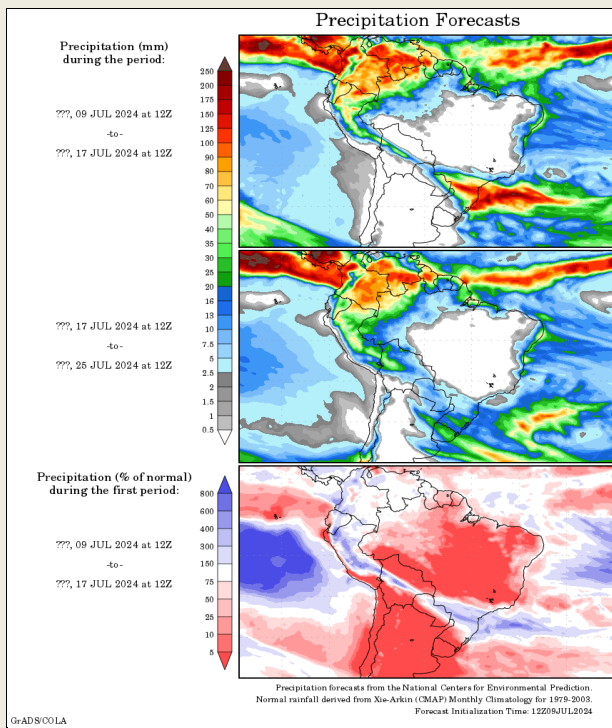 Precipitation Forecasts
Precipitation (mm)
during the period:
???, 09 JUL 2024 at 12Z
-to-
???, 17 JUL 2024 at 12Z
250
200
175
150
125
100
90
80
70
60
50
40
35
30
25
20
16
13
10
7.5
5
2.5
2
1.5
1
0.5
???, 17 JUL 2024 at 12Z
-to-
???, 25 JUL 2024 at 12Z
Precipitation (% of normal)
during the first period:
???, 09 JUL 2024 at 12Z
-to-
???, 17 JUL 2024 at 12Z
800
600
400
300
150
75
50
25
10
5
Precipitation forecasts from the National Centers for Environmental Prediction.
Normal rainfall derived from Xie-Arkin (CMAP) Monthly Climatology for 1979-2003.
Forecast Initialization Time: 12Z09JUL2024
GrADS/COLA